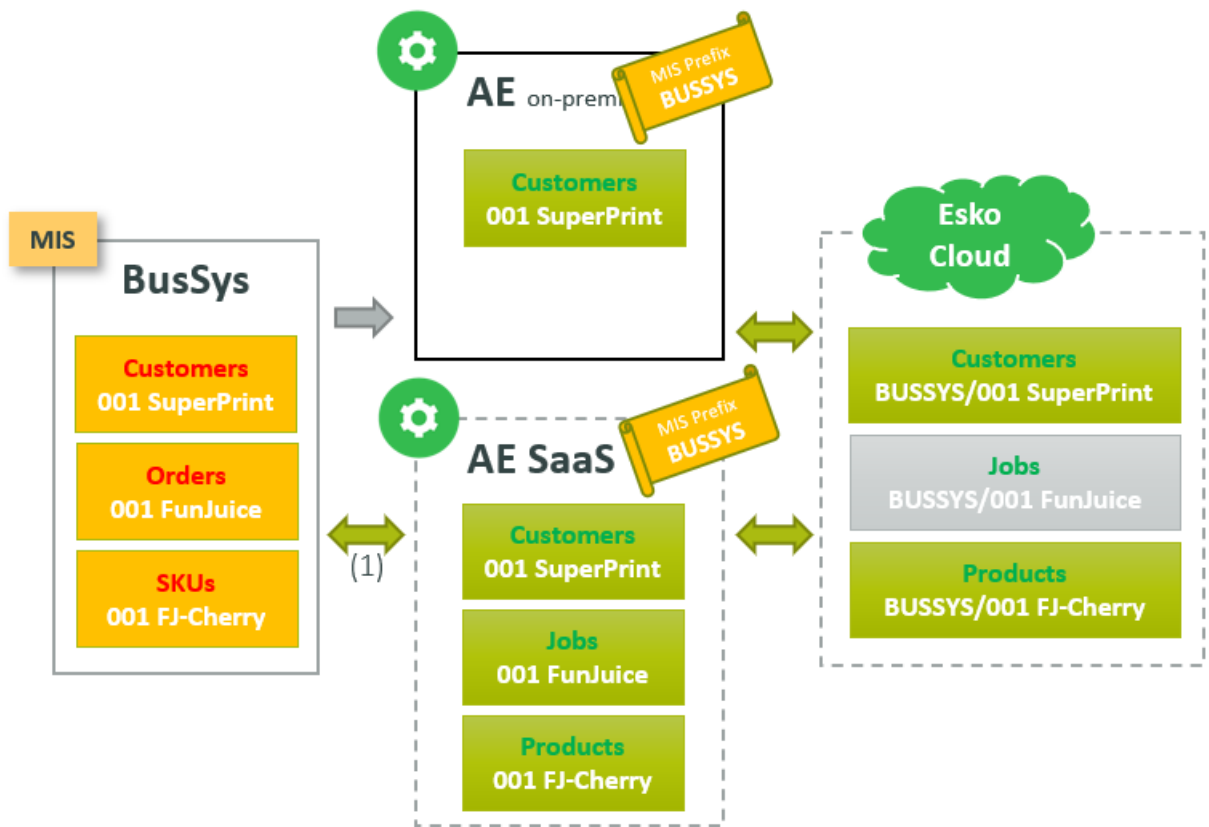 MIS
BusSys
Customers
001 SuperPrint
Orders
001 FunJuice
SKUs
001 FJ-Cherry
(1)
AE on-prem
MIS Prefix
BUSSYS
Customers
001 SuperPrint
AE SaaS
MIS Prefix
BUSSYS
Customers
001 SuperPrint
Jobs
001 FunJuice
Products
001 FJ-Cherry
Esko
Cloud
Customers
BUSSYS/001 SuperPrint
Jobs
BUSSYS/001 FunJuice
Products
BUSSYS/001 FJ-Cherry